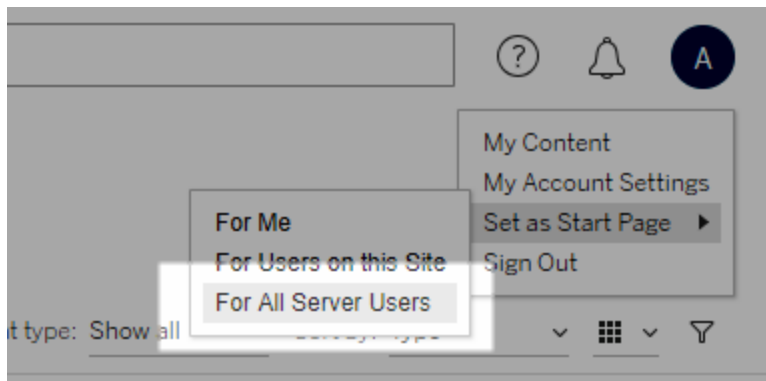 A
My Content
My Account Settings
Set as Start Page
Sign Out
For Me
For Users on this Site
For All Server Users
t type: Show all